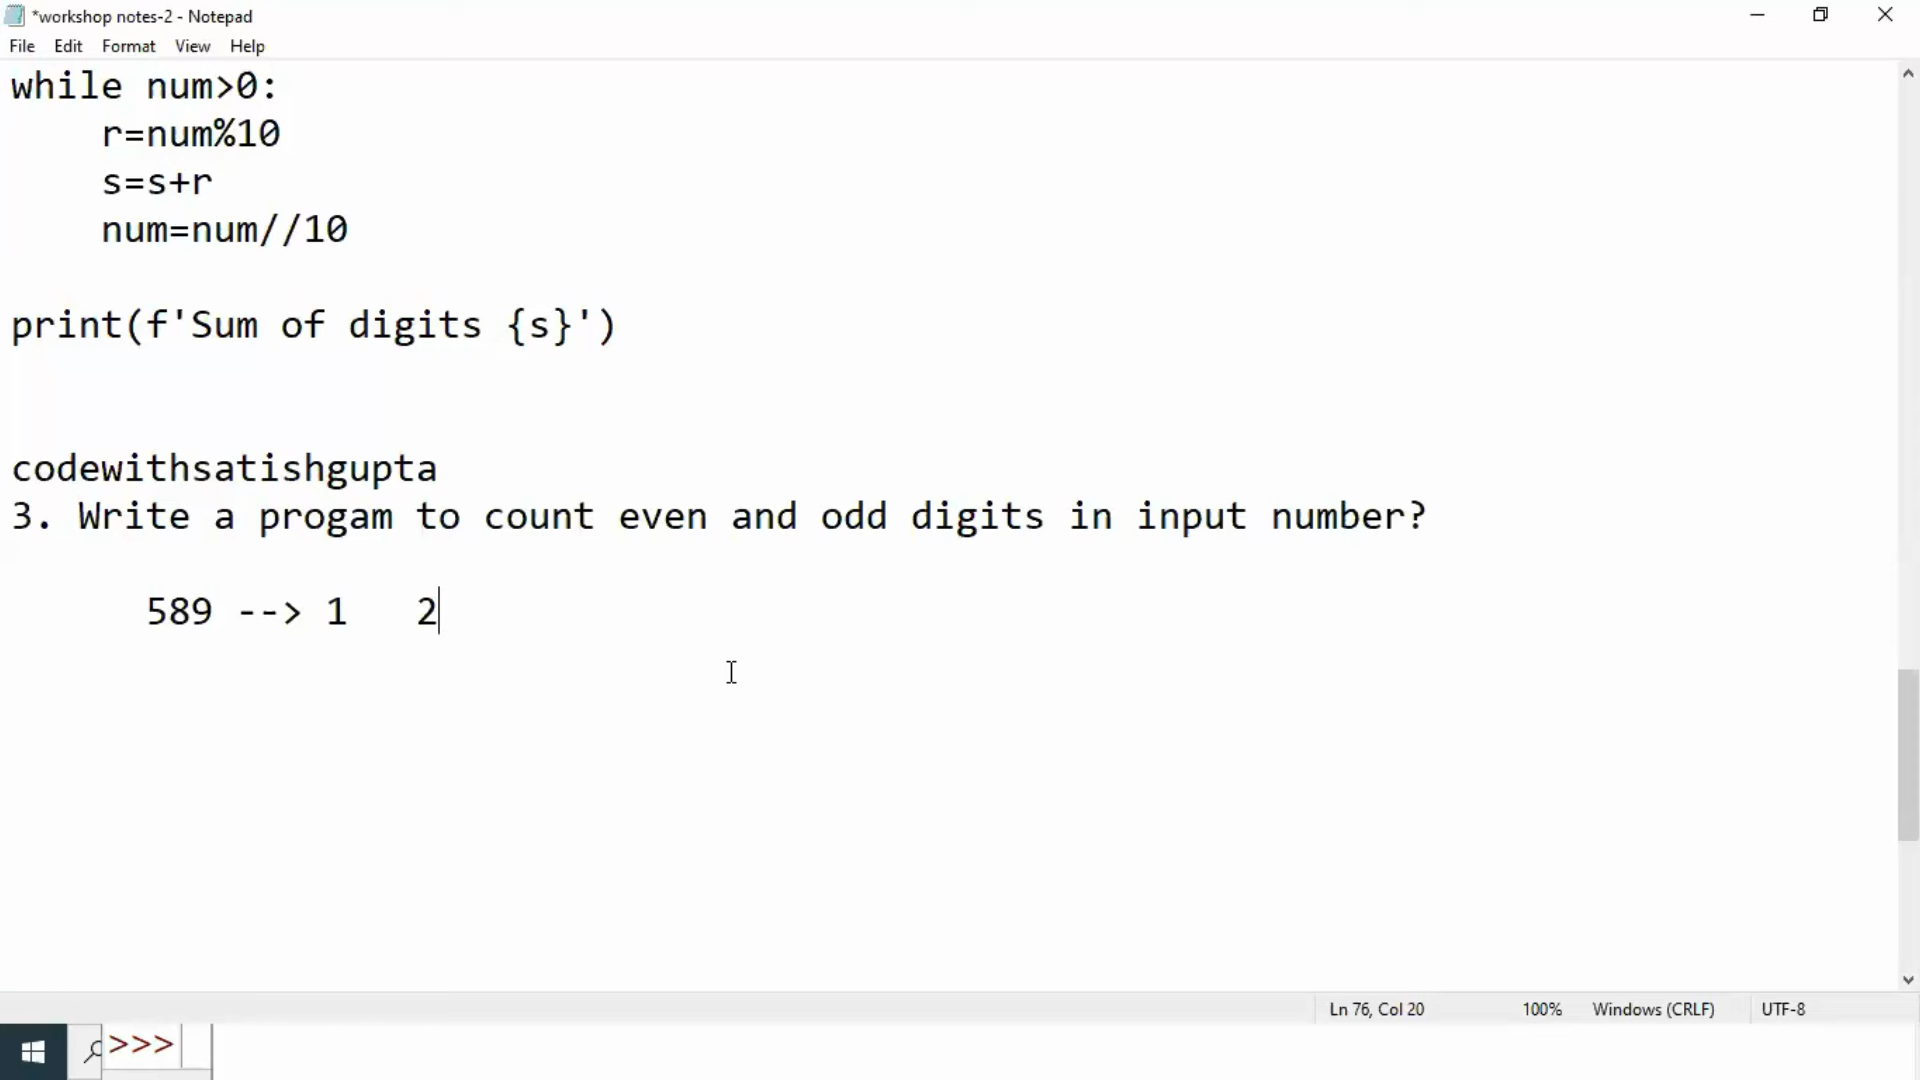 *workshop notes-2 - Notepad
File Edit Format View Help
while num>0:
    r=num%10
    s=s+r
    num=num//10
print(f'Sum of digits {s}')
codewithsatishgupta
3. Write a progam to count even and odd digits in input number?
      589 --> 1   2
Ln 76, Col 20 100% Windows (CRLF) UTF-8
>>>